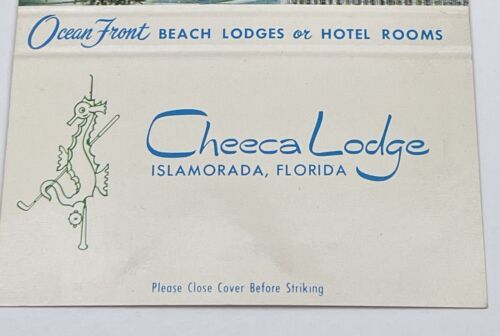 Ocean Front BEACH LODGES or HOTEL ROOMS
Cheeca Lodge
ISLAMORADA, FLORIDA
Please Close Cover Before Striking